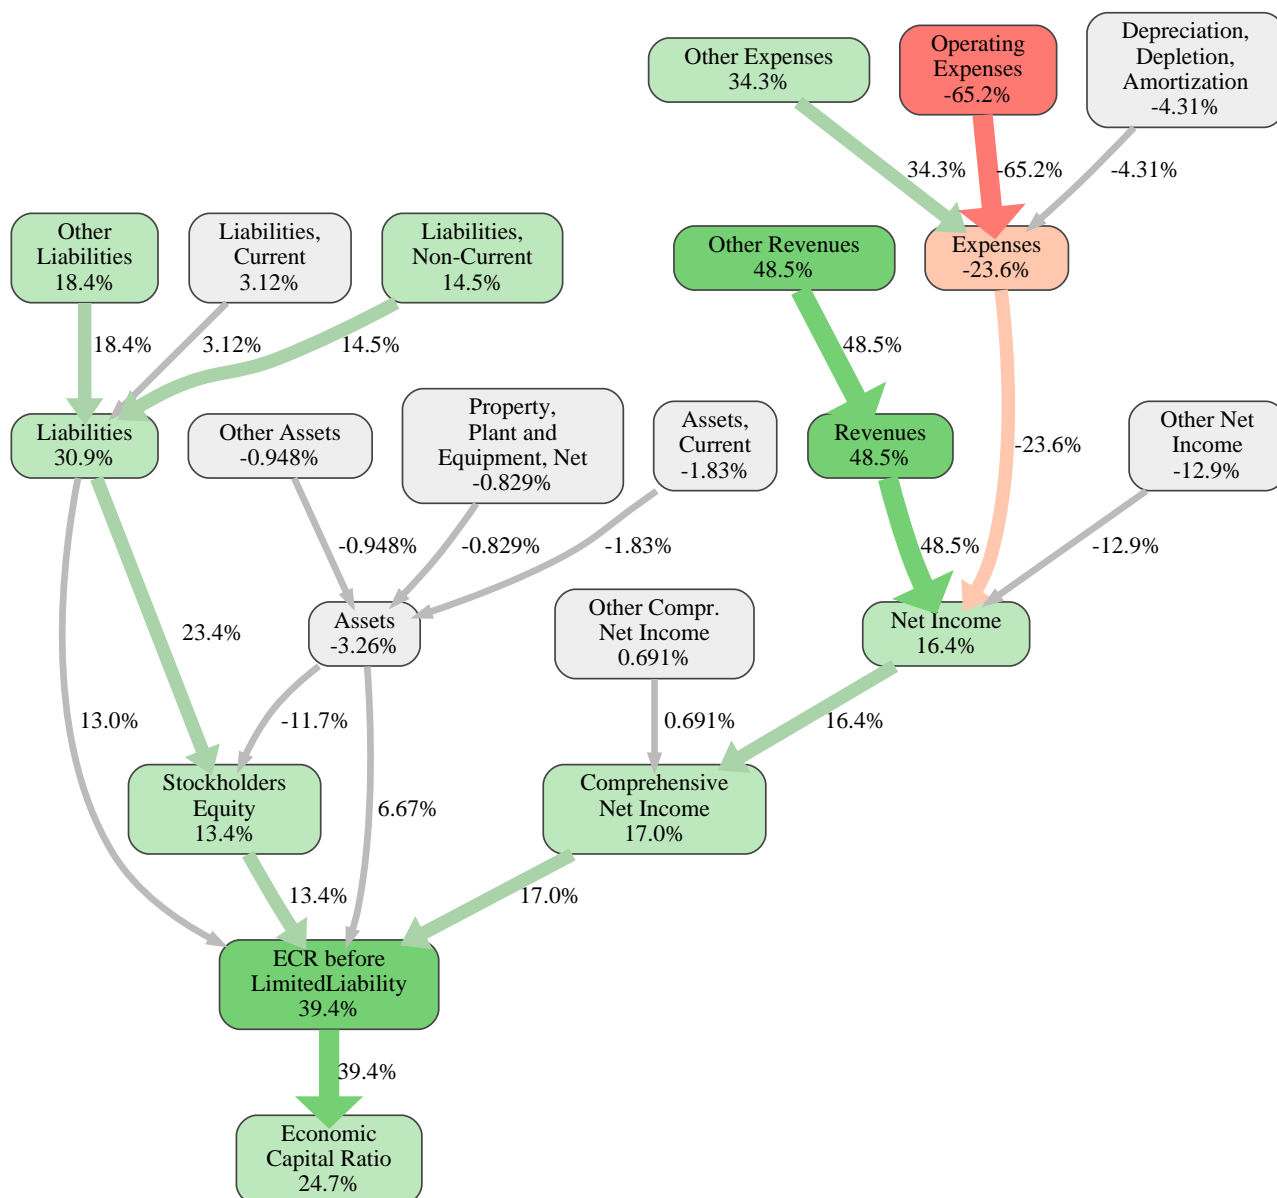 Other Expenses
34.3%
Operating
Expenses
-65.2%
Depreciation,
Depletion,
Amortization
-4.31%
34.3%
-65.2%
-4.31%
Other
Liabilities
18.4%
Liabilities,
Current
3.12%
Liabilities,
Non-Current
14.5%
Other Revenues
48.5%
Expenses
-23.6%
18.4%
3.12%
14.5%
48.5%
-23.6%
Liabilities
30.9%
Other Assets
-0.948%
Property,
Plant and
Equipment, Net
-0.829%
Assets,
Current
-1.83%
Revenues
48.5%
Other Net
Income
-12.9%
-0.948%
-0.829%
-1.83%
48.5%
-12.9%
23.4%
Assets
-3.26%
Other Compr.
Net Income
0.691%
Net Income
16.4%
13.0%
-11.7%
6.67%
0.691%
16.4%
Stockholders
Equity
13.4%
Comprehensive
Net Income
17.0%
13.4%
17.0%
ECR before
LimitedLiability
39.4%
39.4%
Economic
Capital Ratio
24.7%